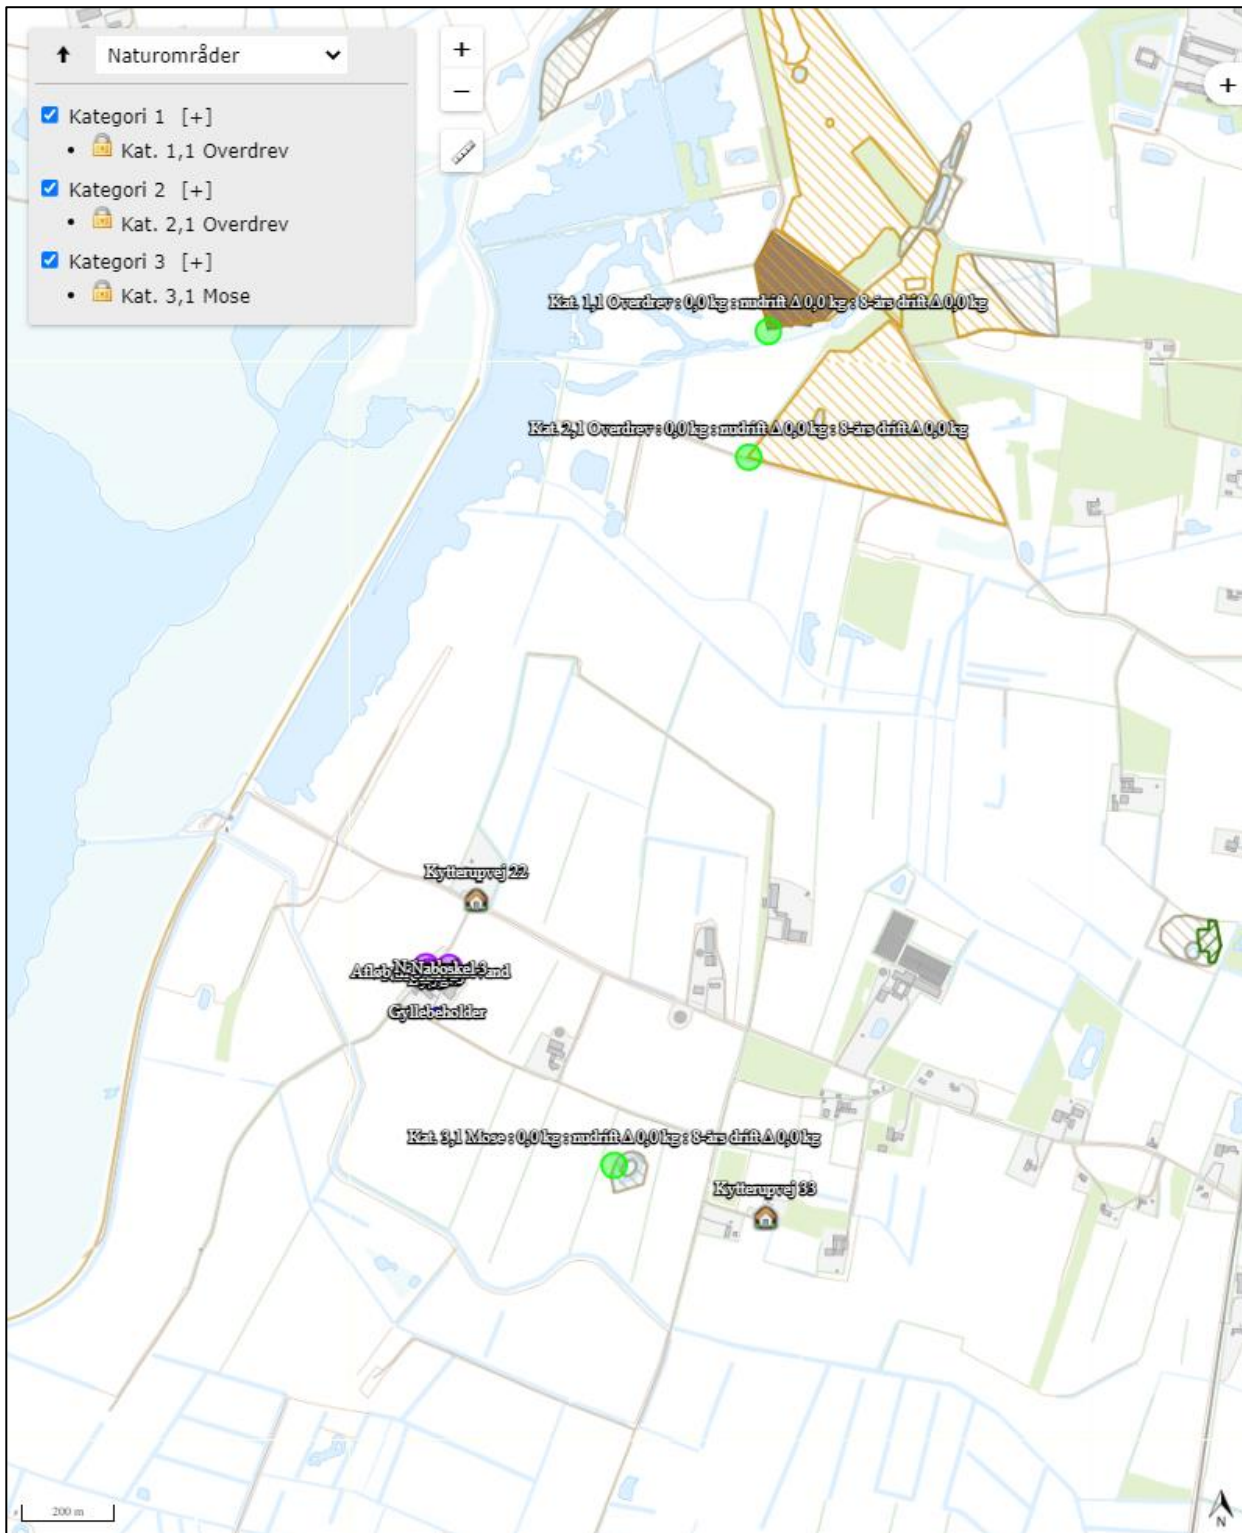 Naturområder
Kategori 1 [+]
Kat. 1,1 Overdrev
Kategori 2 [+]
Kat. 2,1 Overdrev
Kategori 3 [+]
Kat. 3,1 Mose
Kat. 1,1 Overdrev : 0,0 kg : nudrift Δ 0,0 kg : 8-års drift Δ 0,0 kg
Kat. 2,1 Overdrev : 0,0 kg : nudrift Δ 0,0 kg : 8-års drift Δ 0,0 kg
Kytterupvej 22
Naboskel 3
Afløb
Gyllebeholder
Kat. 3,1 Mose : 0,0 kg : nudrift Δ 0,0 kg : 8-års drift Δ 0,0 kg
Kytterupvej 33
200 m
N